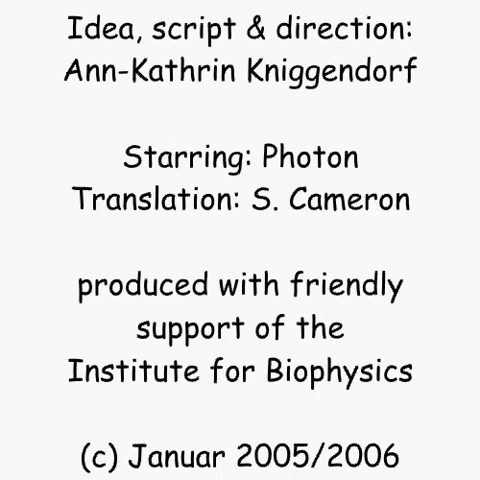 Idea, script & direction:
Ann-Kathrin Kniggendorf
Starring: Photon
Translation: S. Cameron
produced with friendly
support of the
Institute for Biophysics
(c) Januar 2005/2006